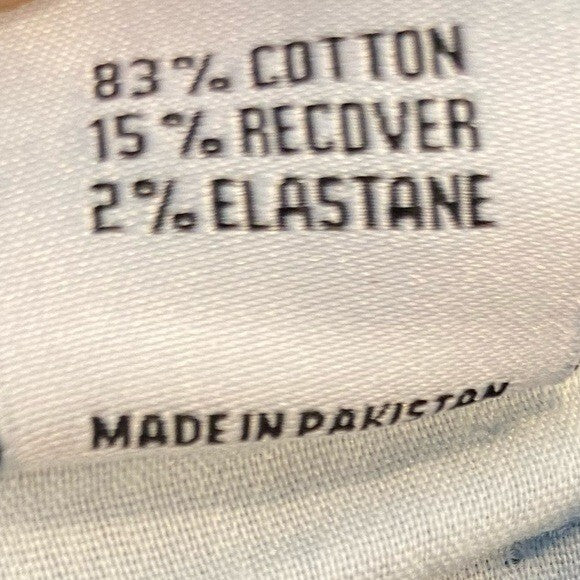 83% COTTON
15% RECOVER
2% ELASTANE
MADE IN PAKISTAN